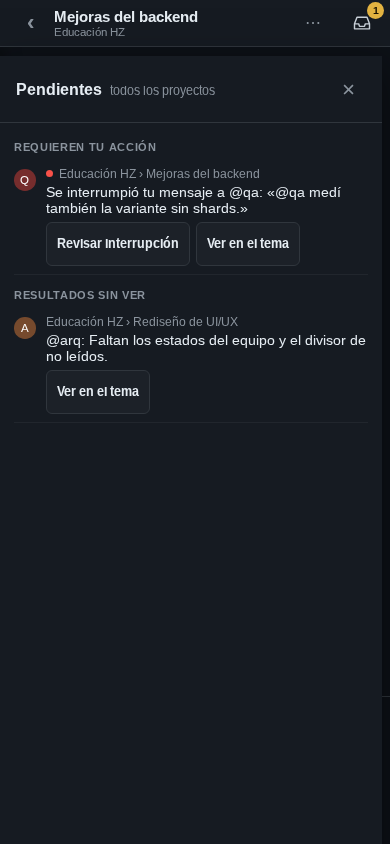 ‹ Mejoras del backend ··· 1
Educación HZ
Pendientes todos los proyectos ×
REQUIEREN TU ACCIÓN
Q Educación HZ › Mejoras del backend
Se interrumpió tu mensaje a @qa: «@qa medí
también la variante sin shards.»
Revisar interrupción Ver en el tema
RESULTADOS SIN VER
A Educación HZ › Rediseño de UI/UX
@arq: Faltan los estados del equipo y el divisor de
no leídos.
Ver en el tema